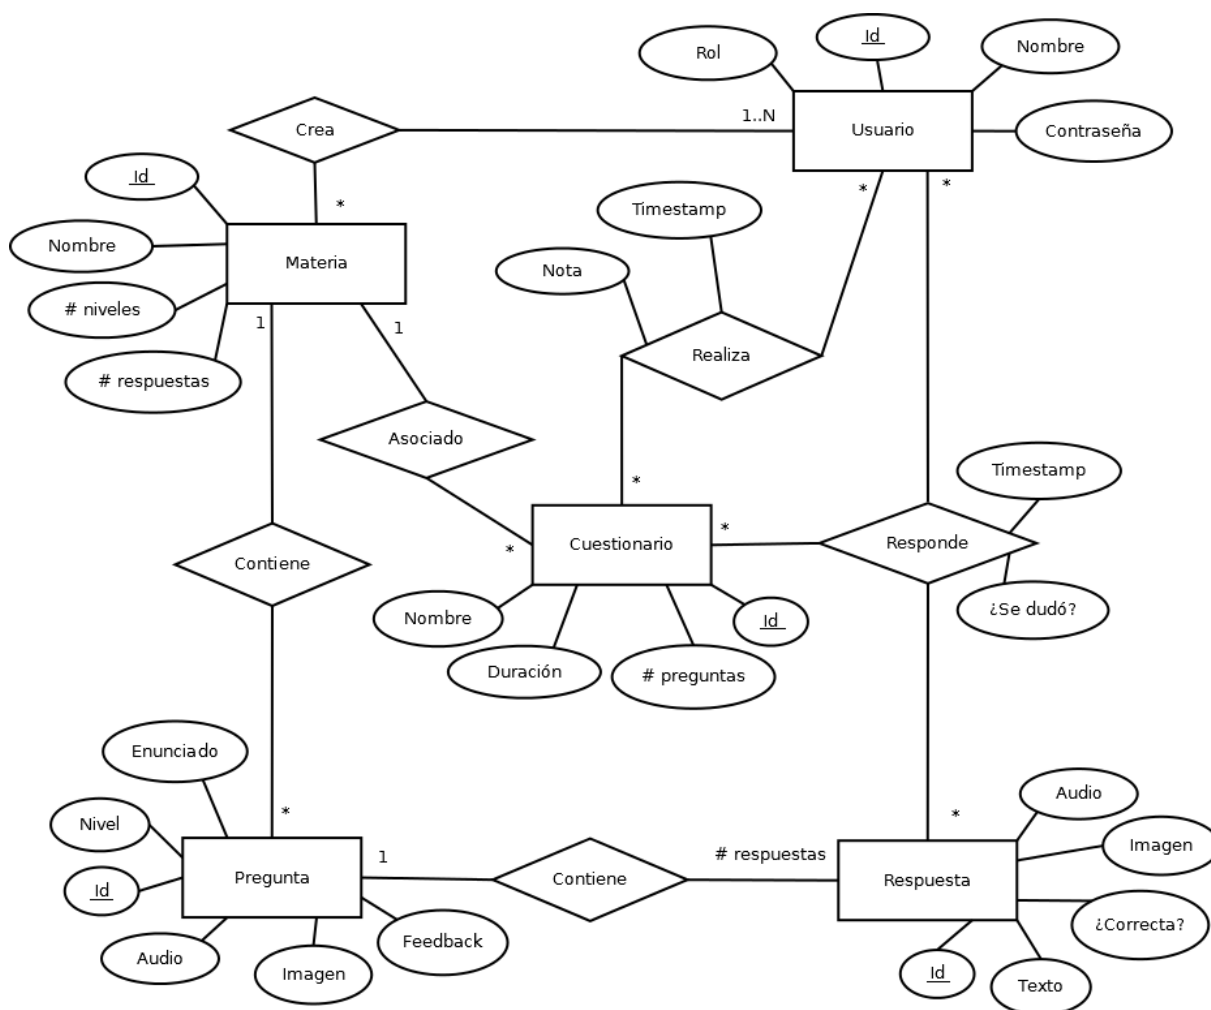 Id
Rol
Nombre
Crea
1..N
Usuario
Contraseña
Id
*
*
*
Timestamp
Nombre
Materia
Nota
# niveles
1
1
Realiza
# respuestas
Asociado
Timestamp
*
*
*
Cuestionario
Responde
Contiene
Nombre
Id
¿Se dudó?
Duración
# preguntas
Enunciado
Audio
*
*
Nivel
Imagen
1
# respuestas
Pregunta
Contiene
Respuesta
Id
¿Correcta?
Feedback
Audio
Imagen
Id
Texto